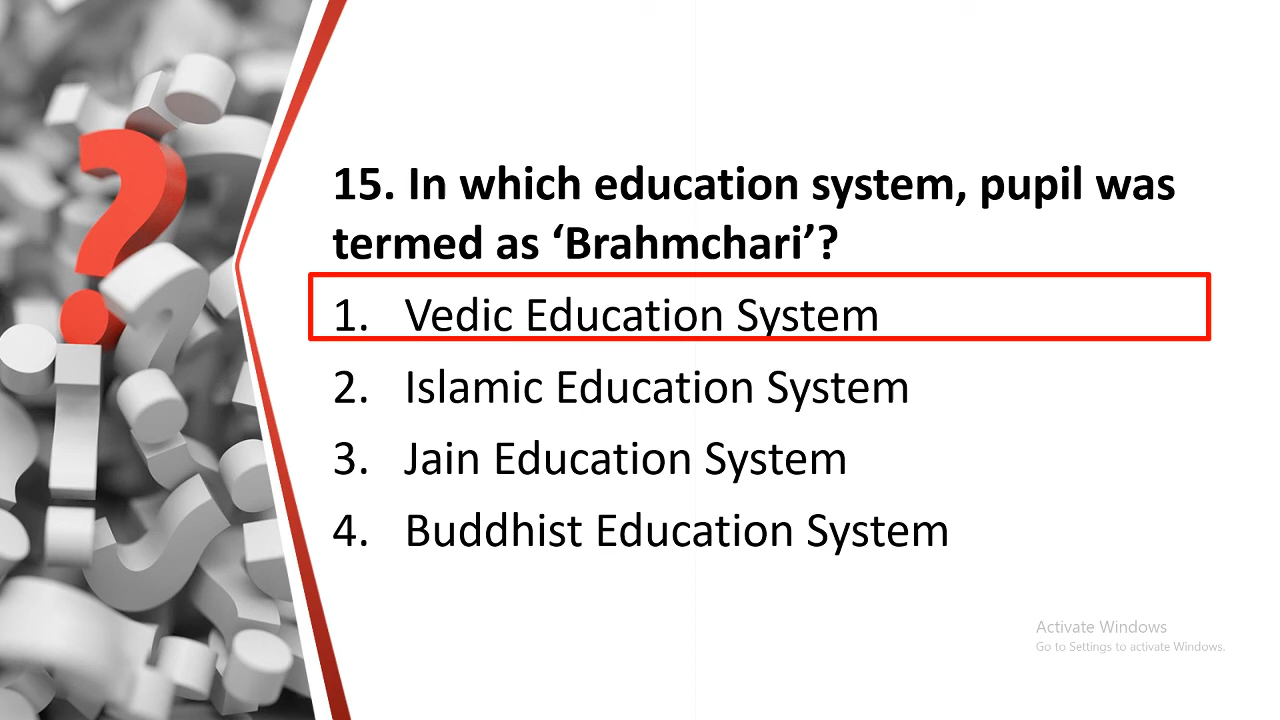 15. In which education system, pupil was
termed as ‘Brahmchari’?
1. Vedic Education System
2. Islamic Education System
3. Jain Education System
4. Buddhist Education System
Activate Windows
Go to Settings to activate Windows.